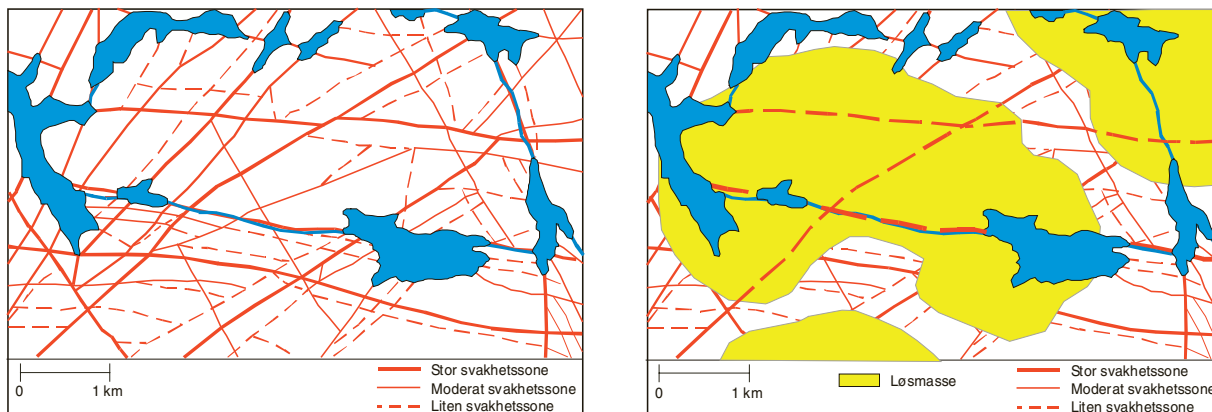 Stor svakhetssone
Moderat svakhetssone
Liten svakhetssone
0 1 km
Løsmasse
Stor svakhetssone
Moderat svakhetssone
Liten svakhetssone
0 1 km